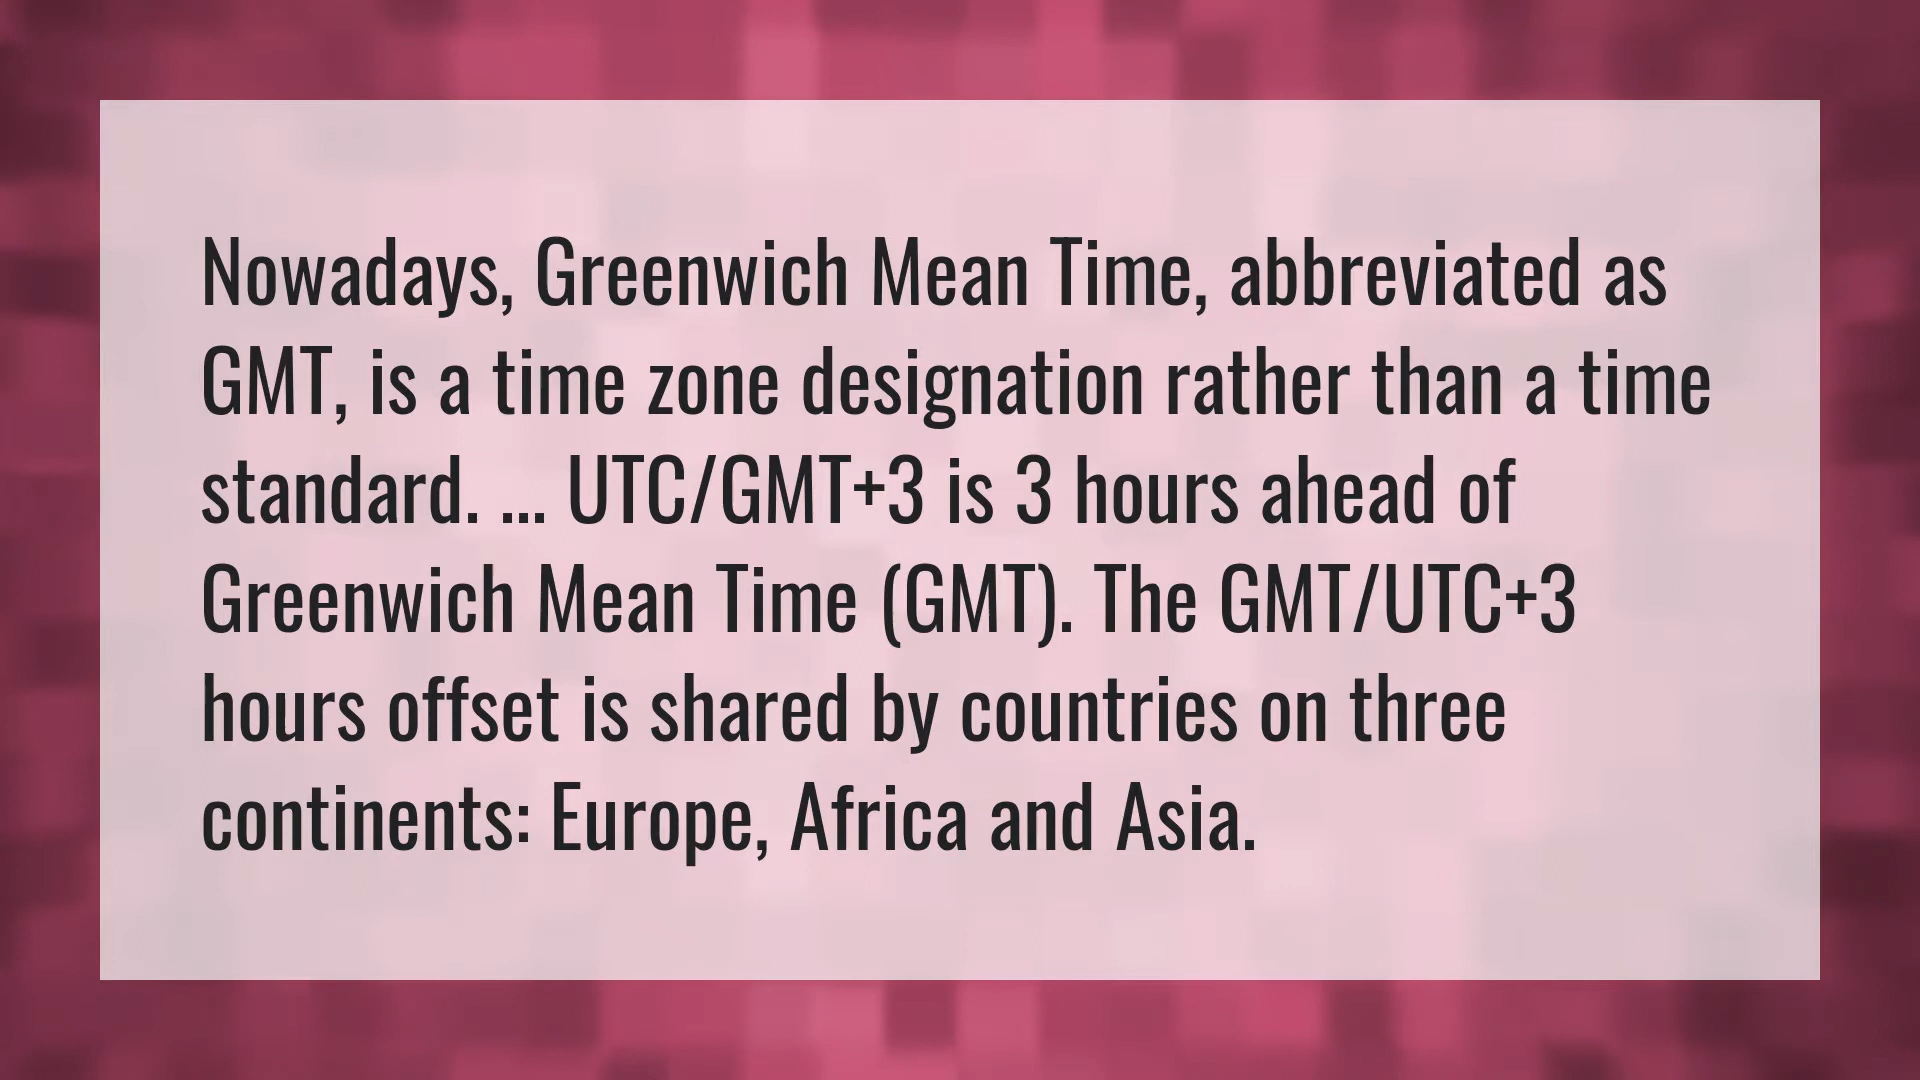 Nowadays, Greenwich Mean Time, abbreviated as
GMT, is a time zone designation rather than a time
standard. ... UTC/GMT+3 is 3 hours ahead of
Greenwich Mean Time (GMT). The GMT/UTC+3
hours offset is shared by countries on three
continents: Europe, Africa and Asia.